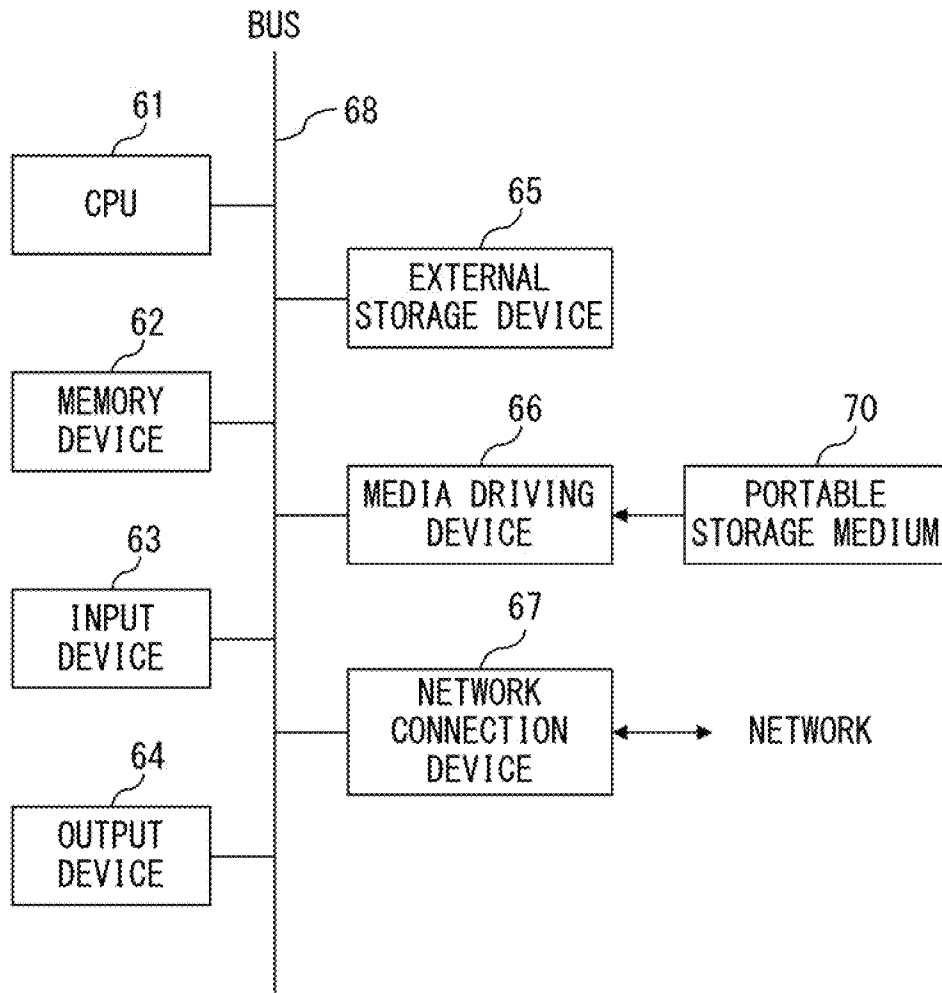 BUS
68
61
CPU
65
EXTERNAL
STORAGE DEVICE
62
MEMORY
DEVICE
66
MEDIA DRIVING
DEVICE
70
PORTABLE
STORAGE MEDIUM
63
INPUT
DEVICE
67
NETWORK
CONNECTION
DEVICE
NETWORK
64
OUTPUT
DEVICE